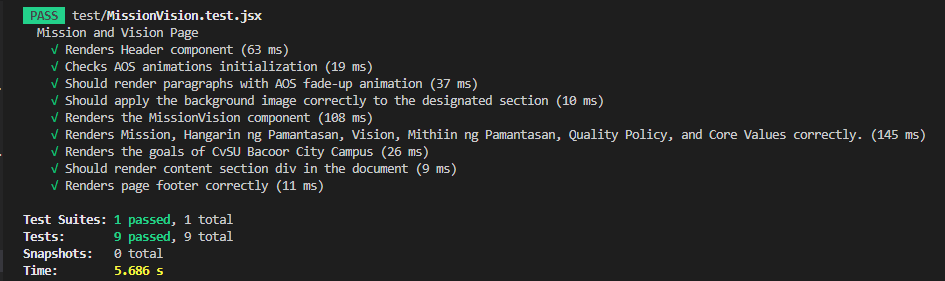 PASS test/MissionVision.test.jsx
Mission and Vision Page
√ Renders Header component (63 ms)
√ Checks AOS animations initialization (19 ms)
√ Should render paragraphs with AOS fade-up animation (37 ms)
√ Should apply the background image correctly to the designated section (10 ms)
√ Renders the MissionVision component (108 ms)
√ Renders Mission, Hangarin ng Pamantasan, Vision, Mithiin ng Pamantasan, Quality Policy, and Core Values correctly. (145 ms)
√ Renders the goals of CvSU Bacoor City Campus (26 ms)
√ Should render content section div in the document (9 ms)
√ Renders page footer correctly (11 ms)
Test Suites: 1 passed, 1 total
Tests: 9 passed, 9 total
Snapshots: 0 total
Time: 5.686 s